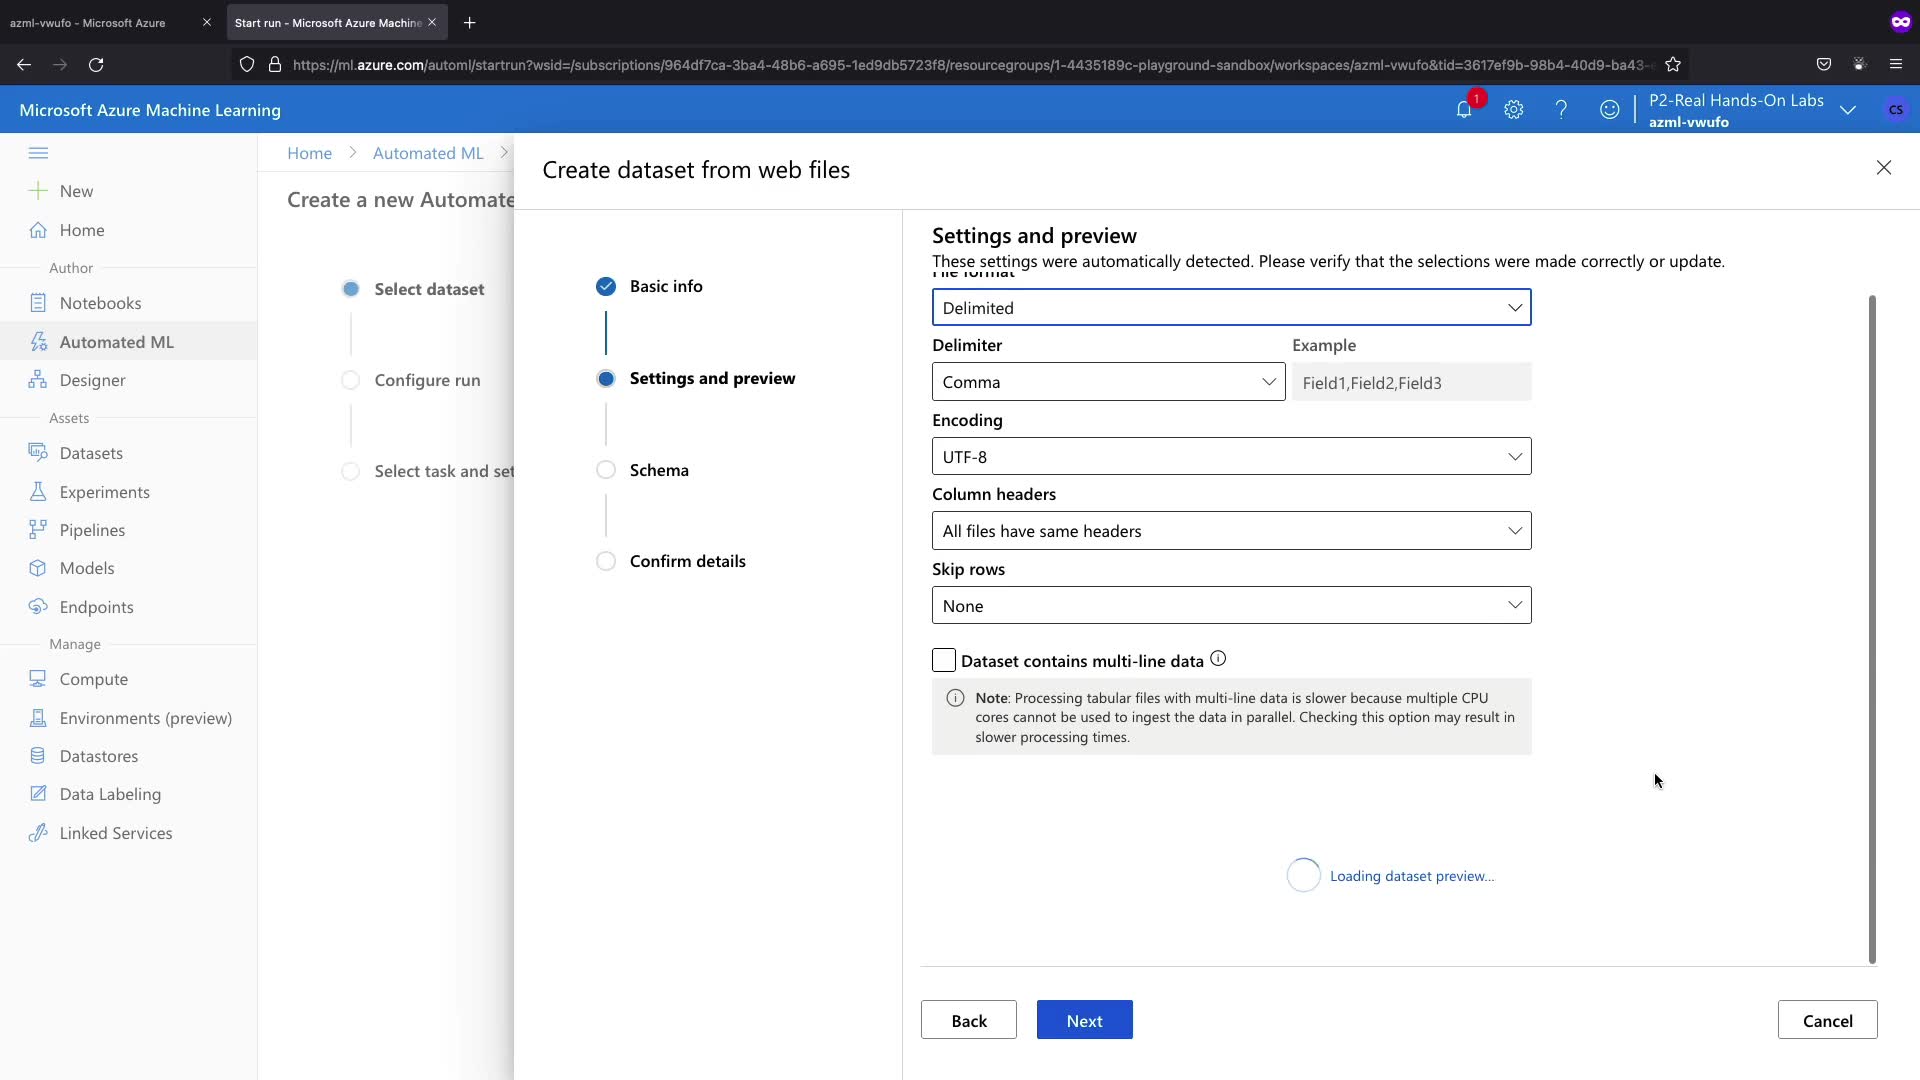 azml-vwufo - Microsoft Azure
Start run - Microsoft Azure Machine
https://ml.azure.com/automl/startrun?wsid=/subscriptions/964df7ca-3ba4-48b6-a695-1ed9db5723f8/resourcegroups/1-4435189c-playground-sandbox/workspaces/azml-vwufo&tid=3617ef9b-98b4-40d9-ba43-
Microsoft Azure Machine Learning
1
P2-Real Hands-On Labs
azml-vwufo
CS
New
Home
Author
Notebooks
Automated ML
Designer
Assets
Datasets
Experiments
Pipelines
Models
Endpoints
Manage
Compute
Environments (preview)
Datastores
Data Labeling
Linked Services
Home > Automated ML >
Create a new Automate
Select dataset
Configure run
Select task and set
Create dataset from web files
Basic info
Settings and preview
Schema
Confirm details
Settings and preview
These settings were automatically detected. Please verify that the selections were made correctly or update.
File format
Delimited
Delimiter
Example
Comma
Field1,Field2,Field3
Encoding
UTF-8
Column headers
All files have same headers
Skip rows
None
Dataset contains multi-line data
Note: Processing tabular files with multi-line data is slower because multiple CPU
cores cannot be used to ingest the data in parallel. Checking this option may result in
slower processing times.
Loading dataset preview...
Back
Next
Cancel